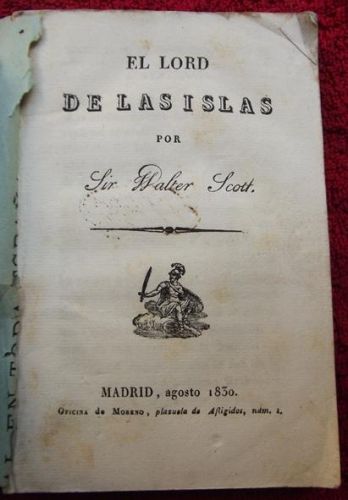 EL LORD
DE LAS ISLAS
POR
Sir Walter Scott.
MADRID, agosto 1830.
Oficina de Moreno, plazuela de Afligidos, núm. 1.